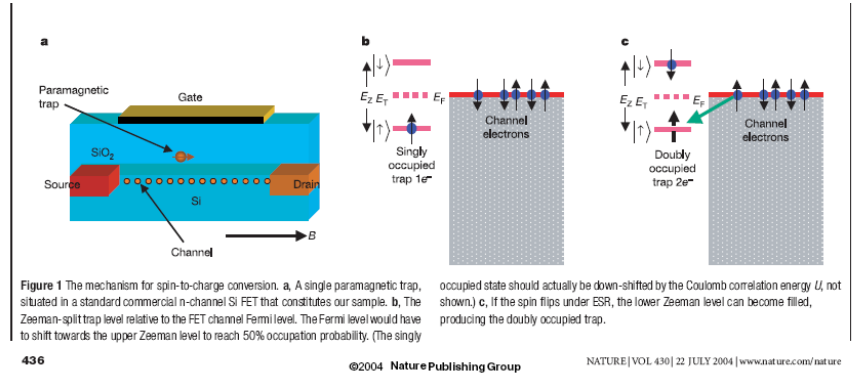 a
Paramagnetic
trap
Gate
SiO2
Source
Drain
Si
Channel
B
b
|↓⟩
EZ ET EF
|↑⟩
Singly
occupied
trap 1e–
Channel
electrons
c
|↓⟩
EZ ET EF
|↑⟩
Doubly
occupied
trap 2e–
Channel
electrons
Figure 1 The mechanism for spin-to-charge conversion. a, A single paramagnetic trap,
situated in a standard commercial n-channel Si FET that constitutes our sample. b, The
Zeeman-split trap level relative to the FET channel Fermi level. The Fermi level would have
to shift towards the upper Zeeman level to reach 50% occupation probability. (The singly
occupied state should actually be down-shifted by the Coulomb correlation energy U, not
shown.) c, If the spin flips under ESR, the lower Zeeman level can become filled,
producing the doubly occupied trap.
436
©2004 Nature Publishing Group
NATURE | VOL 430 | 22 JULY 2004 | www.nature.com/nature